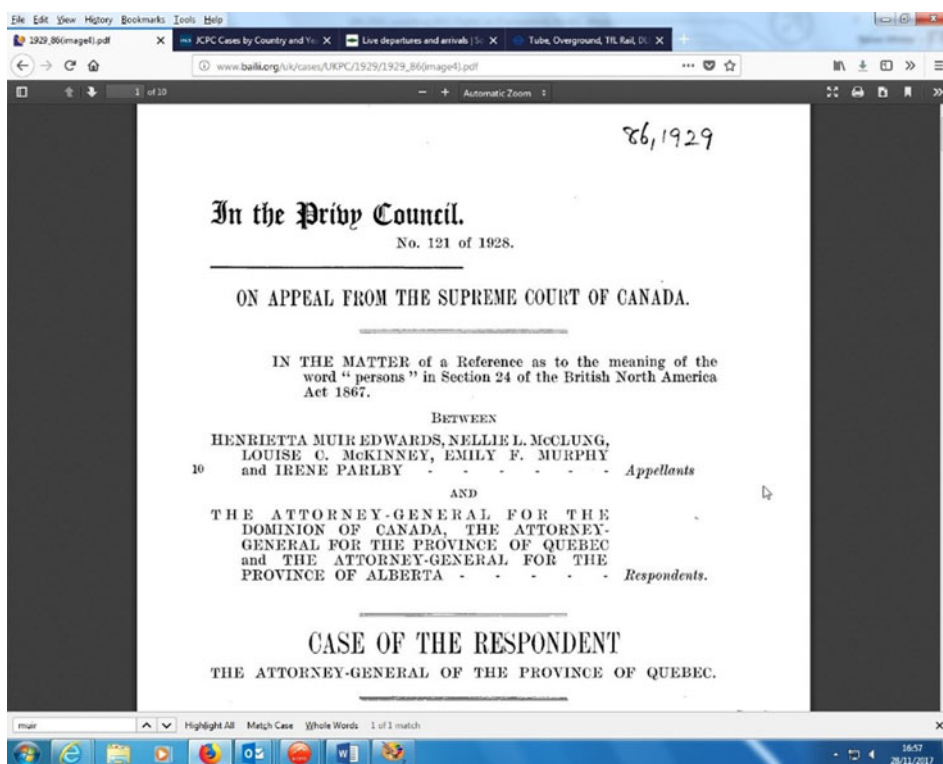 File Edit View History Bookmarks Tools Help
1929_86(image4).pdf
JCPC Cases by Country and Ye
Live departures and arrivals | So
Tube, Overground, TfL Rail, DL
www.bailii.org/uk/cases/UKPC/1929/1929_86(image4).pdf
1 of 10
Automatic Zoom
86, 1929
In the Privy Council.
No. 121 of 1928.
ON APPEAL FROM THE SUPREME COURT OF CANADA.
IN THE MATTER of a Reference as to the meaning of the
word “ persons ” in Section 24 of the British North America
Act 1867.
BETWEEN
HENRIETTA MUIR EDWARDS, NELLIE L. McCLUNG,
LOUISE C. McKINNEY, EMILY F. MURPHY
10 and IRENE PARLBY - - - - - - Appellants
AND
THE ATTORNEY-GENERAL FOR THE
DOMINION OF CANADA, THE ATTORNEY-
GENERAL FOR THE PROVINCE OF QUEBEC
and THE ATTORNEY-GENERAL FOR THE
PROVINCE OF ALBERTA - - - - - Respondents.
CASE OF THE RESPONDENT
THE ATTORNEY-GENERAL OF THE PROVINCE OF QUEBEC.
muir
Highlight All Match Case Whole Words 1 of 1 match
16:57
28/11/2017